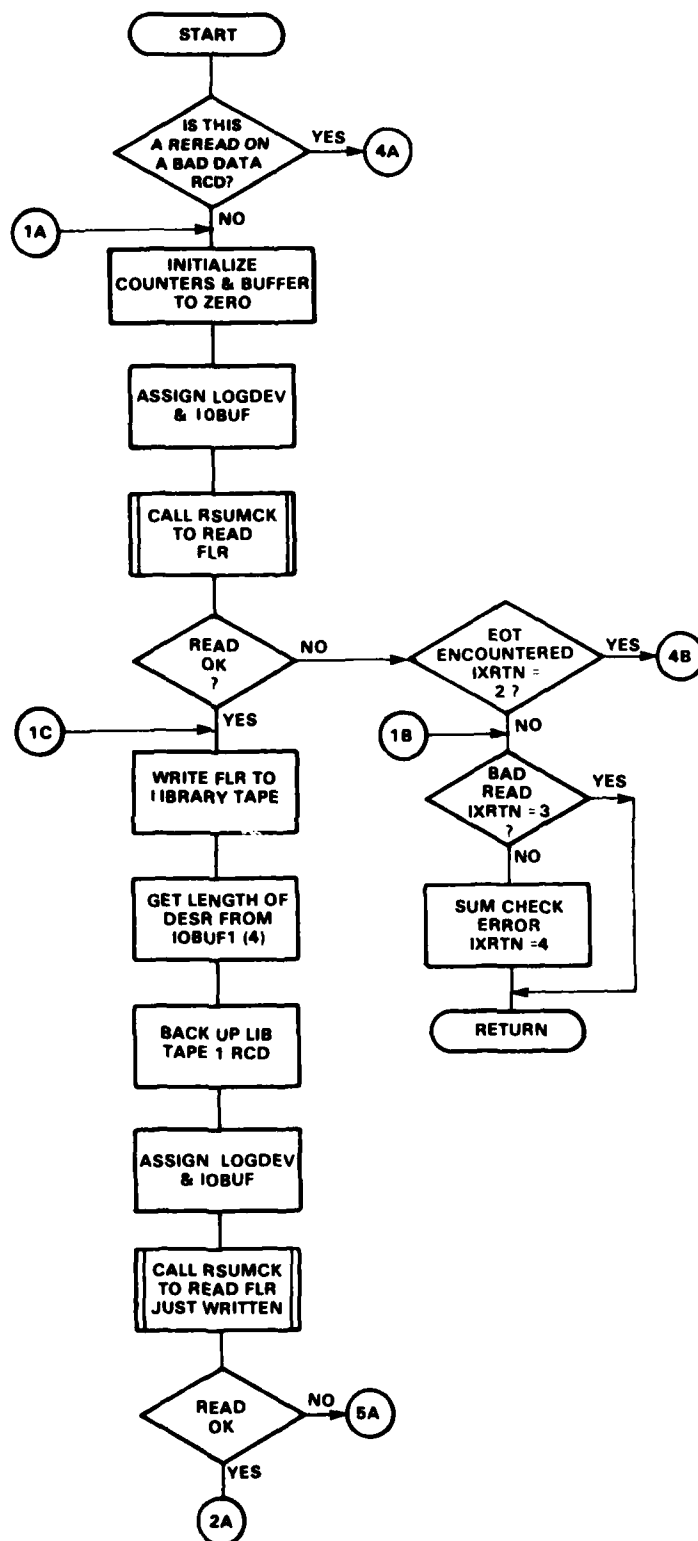 START
IS THIS
A REREAD ON
A BAD DATA
RCD?
YES
4A
NO
1A
INITIALIZE
COUNTERS & BUFFER
TO ZERO
ASSIGN LOGDEV
& IOBUF
CALL RSUMCK
TO READ
FLR
READ
OK
?
NO
EOT
ENCOUNTERED
IXRTN =
2 ?
YES
4B
YES
1C
NO
1B
WRITE FLR TO
LIBRARY TAPE
BAD
READ
IXRTN = 3
?
YES
NO
GET LENGTH OF
DESR FROM
IOBUF1 (4)
SUM CHECK
ERROR
IXRTN =4
BACK UP LIB
TAPE 1 RCD
RETURN
ASSIGN LOGDEV
& IOBUF
CALL RSUMCK
TO READ FLR
JUST WRITTEN
READ
OK
NO
5A
YES
2A